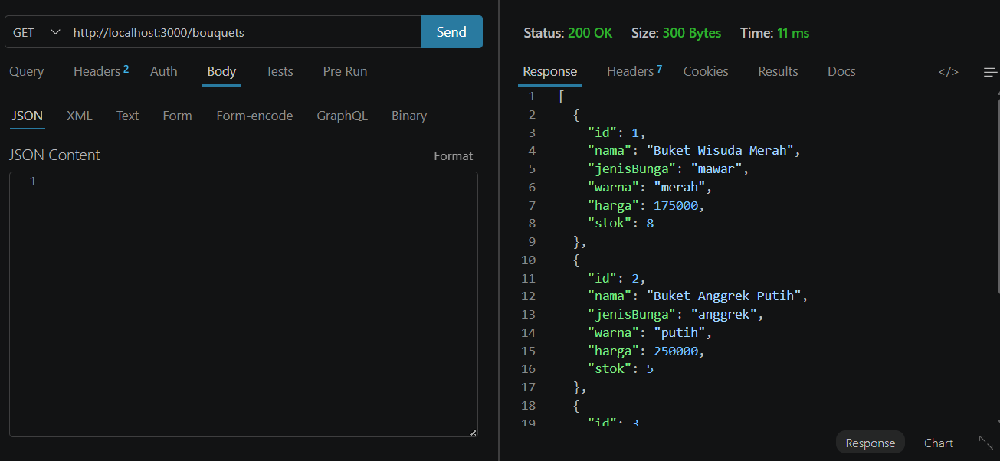 GET http://localhost:3000/bouquets Send
Query Headers 2 Auth Body Tests Pre Run
JSON XML Text Form Form-encode GraphQL Binary
JSON Content Format
1
Status: 200 OK Size: 300 Bytes Time: 11 ms
Response Headers 7 Cookies Results Docs </>
1 [
2 {
3 "id": 1,
4 "nama": "Buket Wisuda Merah",
5 "jenisBunga": "mawar",
6 "warna": "merah",
7 "harga": 175000,
8 "stok": 8
9 },
10 {
11 "id": 2,
12 "nama": "Buket Anggrek Putih",
13 "jenisBunga": "anggrek",
14 "warna": "putih",
15 "harga": 250000,
16 "stok": 5
17 },
18 {
19 "id": 3
Response Chart